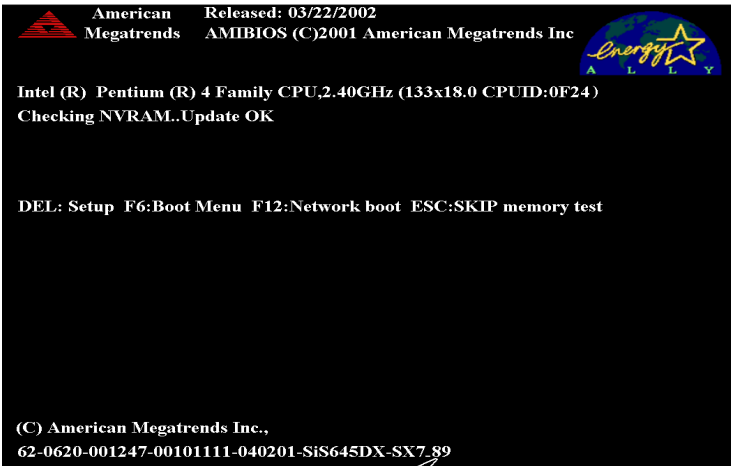 American Released: 03/22/2002
Megatrends AMIBIOS (C)2001 American Megatrends Inc
energy
A L L Y
Intel (R) Pentium (R) 4 Family CPU,2.40GHz (133x18.0 CPUID:0F24)
Checking NVRAM..Update OK
DEL: Setup F6:Boot Menu F12:Network boot ESC:SKIP memory test
(C) American Megatrends Inc.,
62-0620-001247-00101111-040201-SiS645DX-SX7_89